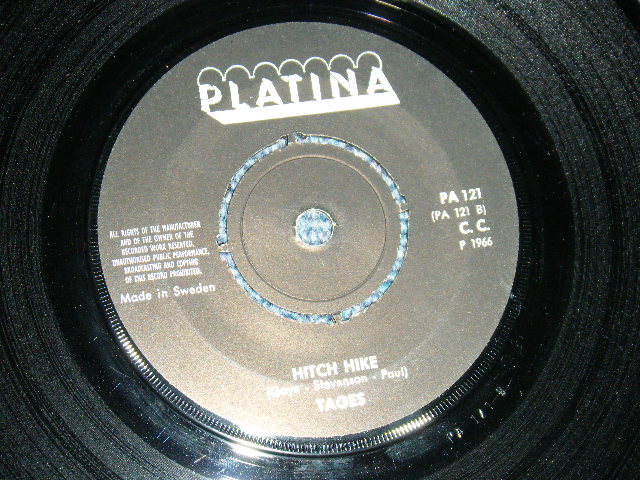 PLATINA
PA 121
(PA 121 B)
C. C.
P 1966
ALL RIGHTS OF THE MANUFACTURER
AND OF THE OWNER OF THE
RECORDED WORK RESERVED.
UNAUTHORISED PUBLIC PERFORMANCE,
BROADCASTING AND COPYING
OF THIS RECORD PROHIBITED.
Made in Sweden
HITCH HIKE
(Gaye - Stevenson - Paul)
TAGES